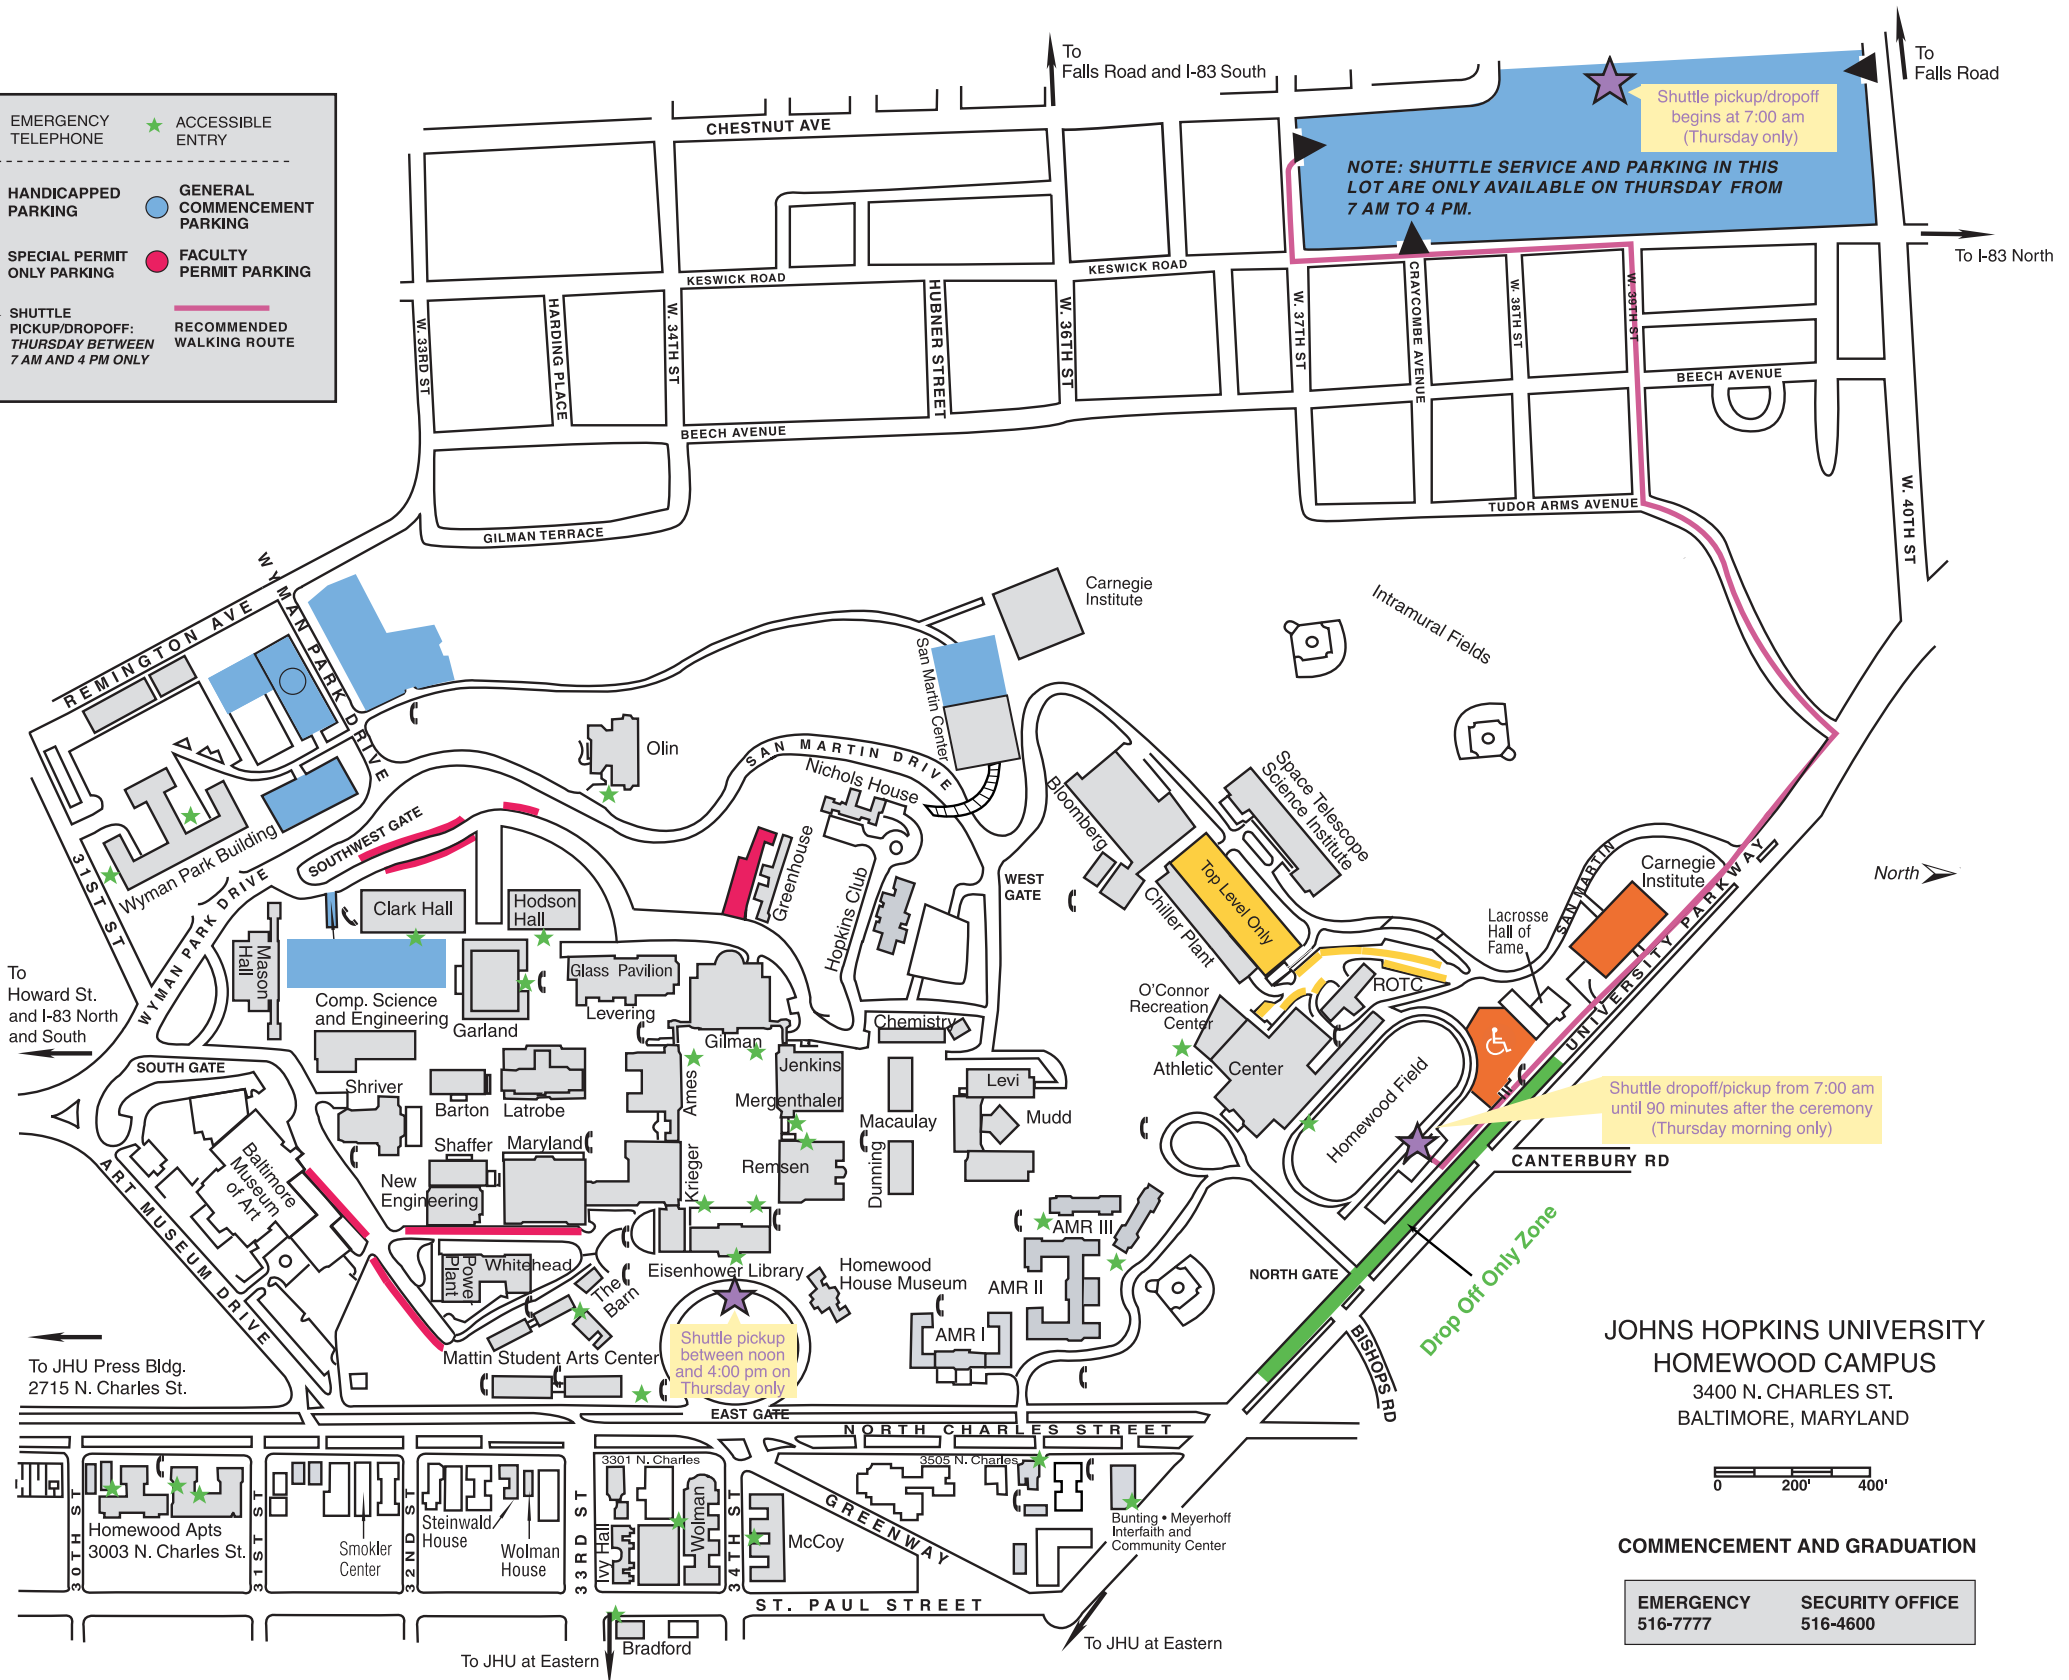 To
Falls Road and I-83 South
To
Falls Road
EMERGENCY
TELEPHONE
ACCESSIBLE
ENTRY
HANDICAPPED
PARKING
GENERAL
COMMENCEMENT
PARKING
SPECIAL PERMIT
ONLY PARKING
FACULTY
PERMIT PARKING
SHUTTLE
PICKUP/DROPOFF:
THURSDAY BETWEEN
7 AM AND 4 PM ONLY
RECOMMENDED
WALKING ROUTE
CHESTNUT AVE
Shuttle pickup/dropoff
begins at 7:00 am
(Thursday only)
NOTE: SHUTTLE SERVICE AND PARKING IN THIS
LOT ARE ONLY AVAILABLE ON THURSDAY FROM
7 AM TO 4 PM.
To I-83 North
KESWICK ROAD
KESWICK ROAD
W. 33RD ST
HARDING PLACE
W. 34TH ST
HUBNER STREET
W. 36TH ST
W. 37TH ST
CRAYCOMBE AVENUE
W. 38TH ST
W. 39TH ST
BEECH AVENUE
BEECH AVENUE
TUDOR ARMS AVENUE
W. 40TH ST
GILMAN TERRACE
REMINGTON AVE
WYMAN PARK DRIVE
Carnegie
Institute
Intramural Fields
San Martin Center
Olin
SAN MARTIN DRIVE
Nichols House
Bloomberg
Space Telescope
Science Institute
SOUTHWEST GATE
Wyman Park Building
31ST ST
WYMAN PARK DRIVE
Greenhouse
Hopkins Club
WEST
GATE
Top Level Only
Chiller Plant
SAN MARTIN
Carnegie
Institute
North
UNIVERSITY PARKWAY
Lacrosse
Hall of
Fame
Clark Hall
Hodson
Hall
Mason
Hall
Glass Pavilion
Levering
Garland
Comp. Science
and Engineering
To
Howard St.
and I-83 North
and South
O'Connor
Recreation
Center
ROTC
Athletic Center
Chemistry
Gilman
Jenkins
Ames
Mergenthaler
Macaulay
Levi
Mudd
SOUTH GATE
Shriver
Barton
Latrobe
Homewood Field
Shuttle dropoff/pickup from 7:00 am
until 90 minutes after the ceremony
(Thursday morning only)
CANTERBURY RD
Baltimore
Museum
of Art
Shaffer
Maryland
New
Engineering
Krieger
Remsen
Dunning
ART MUSEUM DRIVE
AMR III
AMR II
AMR I
Power
Plant
Whitehead
The
Barn
Eisenhower Library
Homewood
House Museum
NORTH GATE
Drop Off Only Zone
BISHOPS RD
Shuttle pickup
between noon
and 4:00 pm on
Thursday only
Mattin Student Arts Center
To JHU Press Bldg.
2715 N. Charles St.
JOHNS HOPKINS UNIVERSITY
HOMEWOOD CAMPUS
3400 N. CHARLES ST.
BALTIMORE, MARYLAND
EAST GATE
NORTH CHARLES STREET
3301 N. Charles
3505 N. Charles
GREENWAY
0 200' 400'
30TH ST
Homewood Apts
3003 N. Charles St.
31ST ST
Smokler
Center
32ND ST
Steinwald
House
Wolman
House
33RD ST
Ivy Hall
Wolman
34TH ST
McCoy
Bunting • Meyerhoff
Interfaith and
Community Center
COMMENCEMENT AND GRADUATION
EMERGENCY
516-7777
SECURITY OFFICE
516-4600
ST. PAUL STREET
Bradford
To JHU at Eastern
To JHU at Eastern